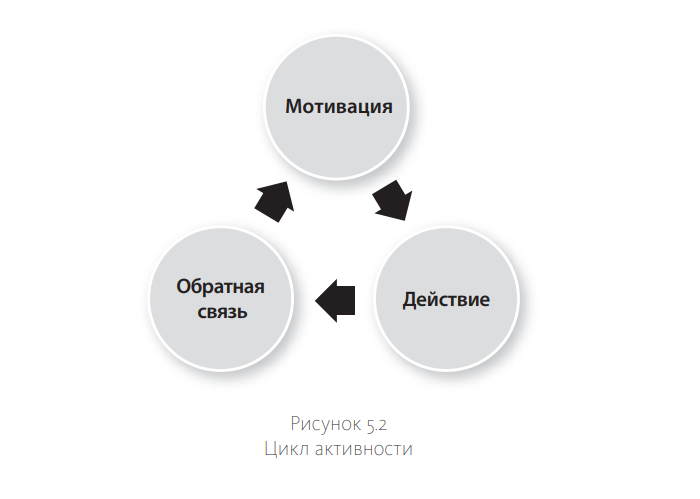 Мотивация
Обратная
связь
Действие
Рисунок 5.2
Цикл активности